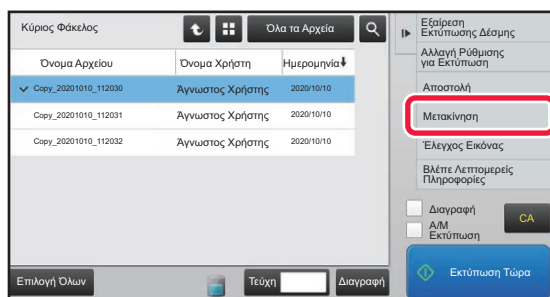 Κύριος Φάκελος
Όλα τα Αρχεία
Όνομα Αρχείου Όνομα Χρήστη Ημερομηνία
Copy_20201010_112030 Άγνωστος Χρήστης 2020/10/10
Copy_20201010_112031 Άγνωστος Χρήστης 2020/10/10
Copy_20201010_112032 Άγνωστος Χρήστης 2020/10/10
Επιλογή Όλων
Τεύχη
Διαγραφή
Εξαίρεση
Εκτύπωσης Δέσμης
Αλλαγή Ρύθμισης
για Εκτύπωση
Αποστολή
Μετακίνηση
Έλεγχος Εικόνας
Βλέπε Λεπτομερείς
Πληροφορίες
Διαγραφή
Α/Μ
Εκτύπωση
CA
Εκτύπωση Τώρα